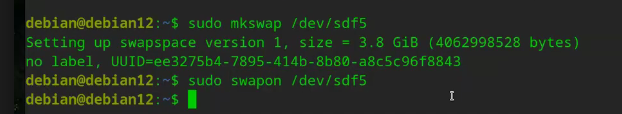 debian@debian12:~$ sudo mkswap /dev/sdf5
Setting up swapspace version 1, size = 3.8 GiB (4062998528 bytes)
no label, UUID=ee3275b4-7895-414b-8b80-a8c5c96f8843
debian@debian12:~$ sudo swapon /dev/sdf5
debian@debian12:~$